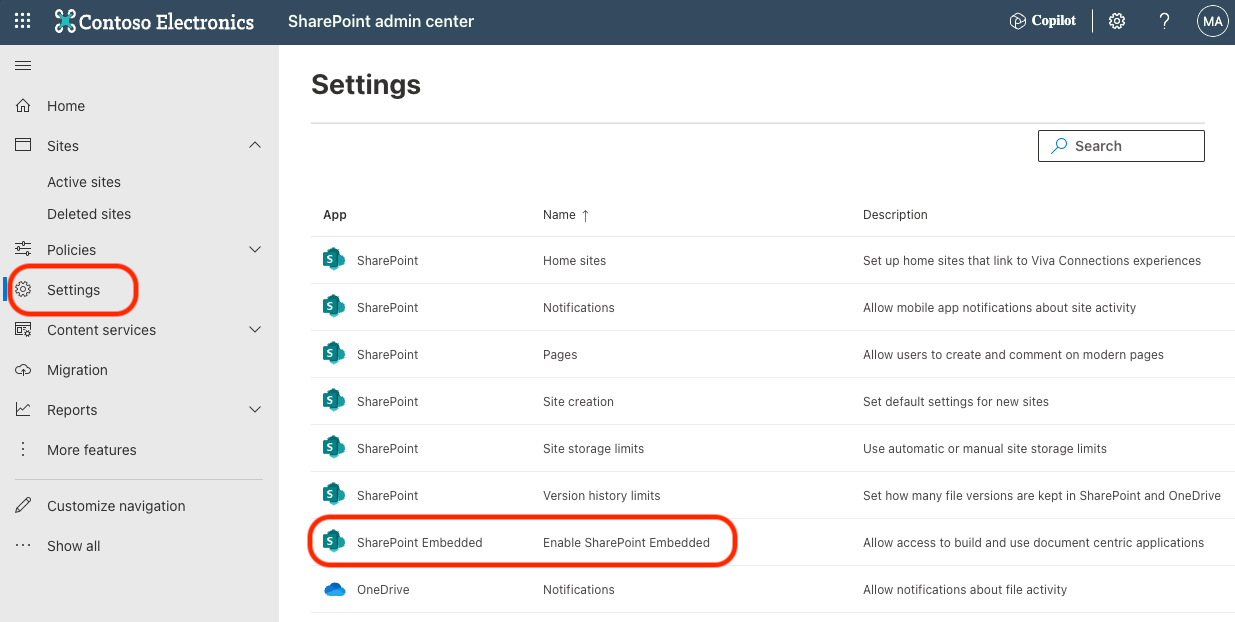 Contoso Electronics SharePoint admin center Copilot ? MA
Settings
Home
Sites
Active sites
Deleted sites
Policies
Settings
Content services
Migration
Reports
More features
Customize navigation
Show all
Search
App Name ↑ Description
SharePoint Home sites Set up home sites that link to Viva Connections experiences
SharePoint Notifications Allow mobile app notifications about site activity
SharePoint Pages Allow users to create and comment on modern pages
SharePoint Site creation Set default settings for new sites
SharePoint Site storage limits Use automatic or manual site storage limits
SharePoint Version history limits Set how many file versions are kept in SharePoint and OneDrive
SharePoint Embedded Enable SharePoint Embedded Allow access to build and use document centric applications
OneDrive Notifications Allow notifications about file activity